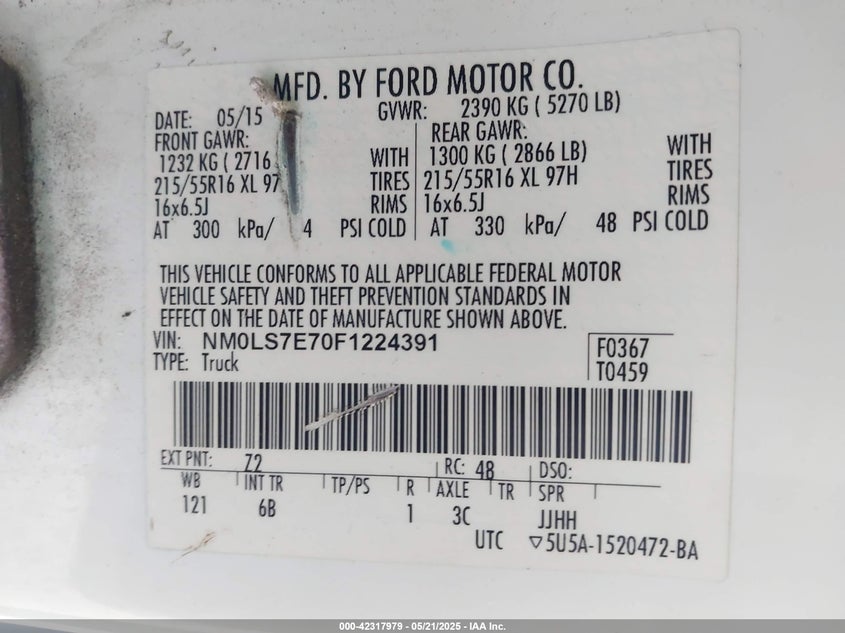 MFD. BY FORD MOTOR CO.
DATE: 05/15 GVWR: 2390 KG ( 5270 LB)
FRONT GAWR: REAR GAWR:
1232 KG ( 2716 WITH 1300 KG ( 2866 LB) WITH
215/55R16 XL 97 TIRES 215/55R16 XL 97H TIRES
16x6.5J RIMS 16x6.5J RIMS
AT 300 kPa/ 4 PSI COLD AT 330 kPa/ 48 PSI COLD
THIS VEHICLE CONFORMS TO ALL APPLICABLE FEDERAL MOTOR
VEHICLE SAFETY AND THEFT PREVENTION STANDARDS IN
EFFECT ON THE DATE OF MANUFACTURE SHOWN ABOVE.
VIN: NM0LS7E70F1224391 F0367
TYPE: Truck T0459
EXT PNT: 72 RC: 48 DSO:
WB INT TR TP/PS R AXLE TR SPR
121 6B 1 3C JJHH
UTC ▽5U5A-1520472-BA
000-42317979 - 05/21/2025 - IAA Inc.